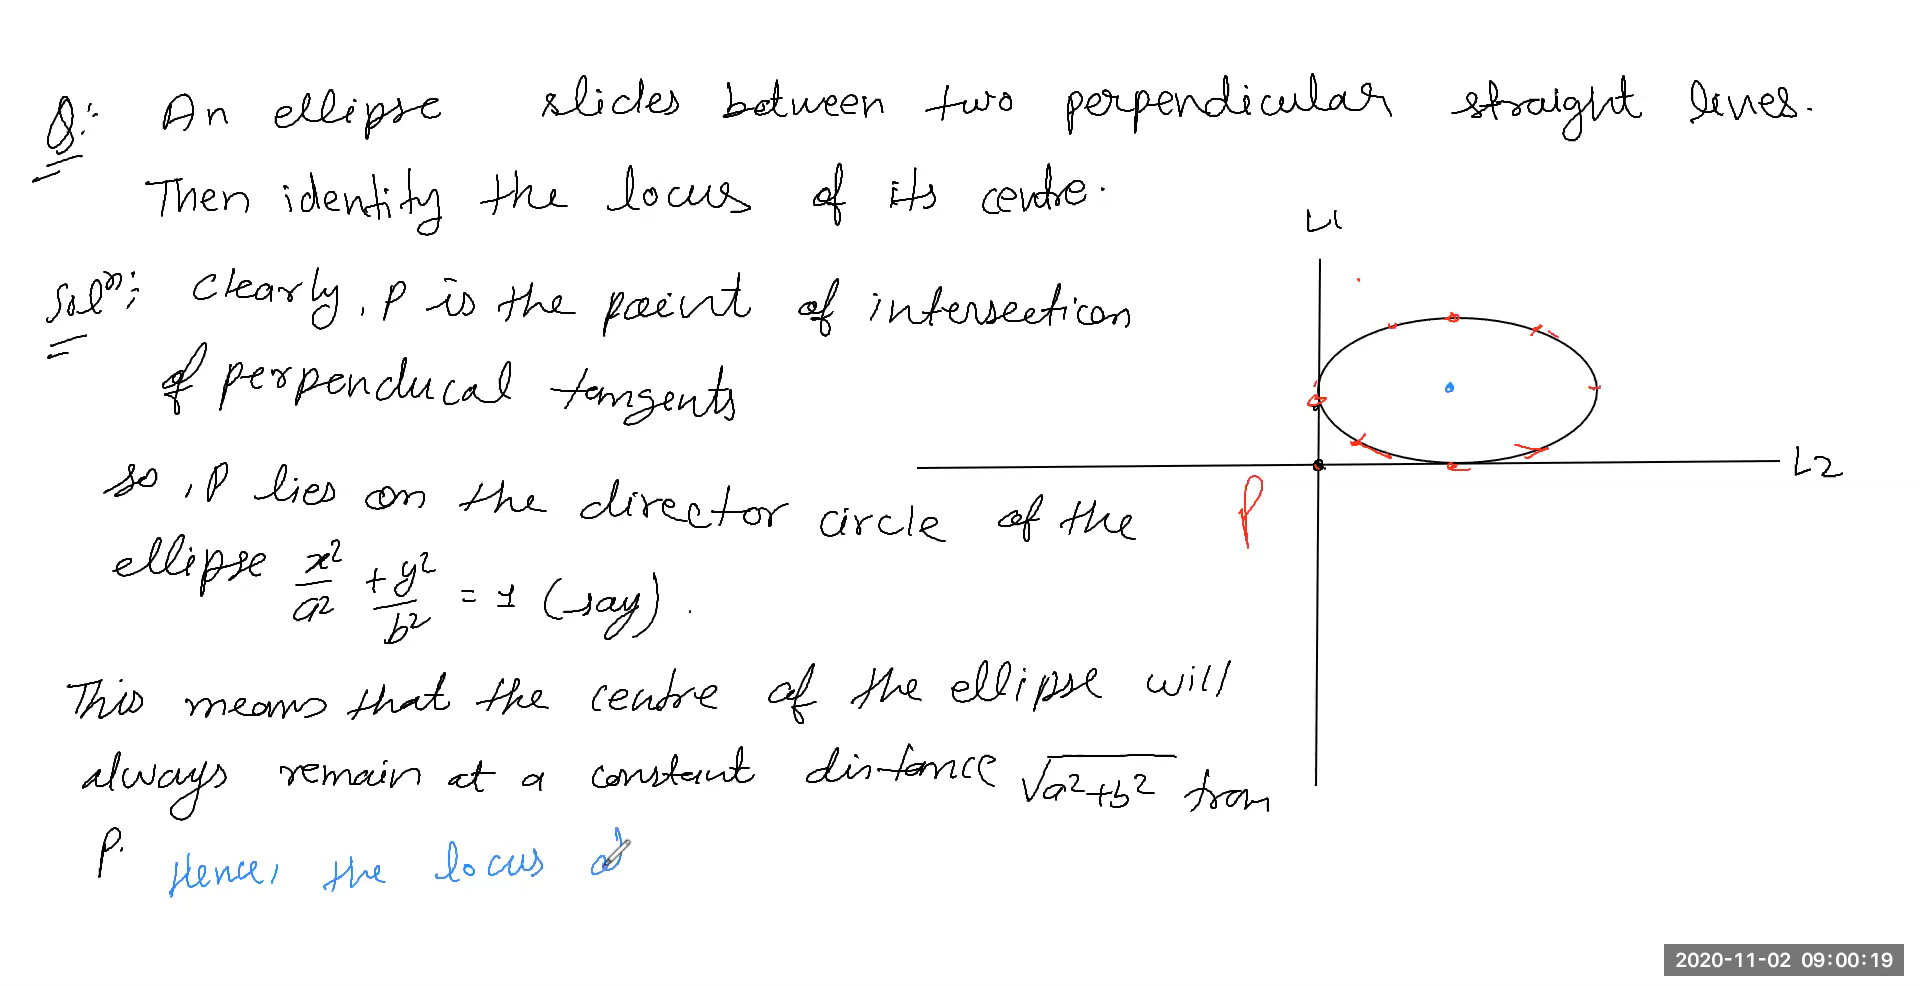 Q:- An ellipse slides between two perpendicular straight lines.
Then identity the locus of its centre.
Solⁿ: Clearly, P is the point of intersection
of perpenducal tangents
so, P lies on the director circle of the
ellipse x²/a² + y²/b² = 1 (say).
This means that the centre of the ellipse will
always remain at a constant distance √a²+b² from
P. Hence, the locus o
L1
L2
P
2020-11-02 09:00:19